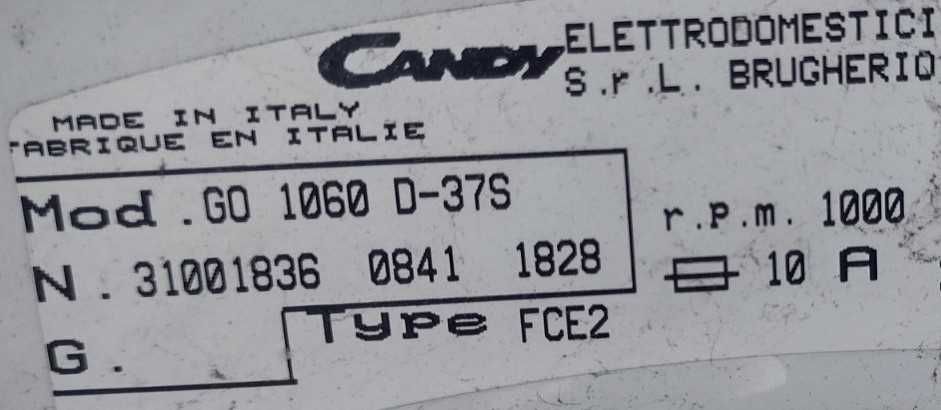 CANDY ELETTRODOMESTICI
S.r.L. BRUGHERIO
MADE IN ITALY
FABRIQUE EN ITALIE
Mod. GO 1060 D-37S
r.p.m. 1000
N. 31001836 0841 1828
10 A
G.
Type FCE2